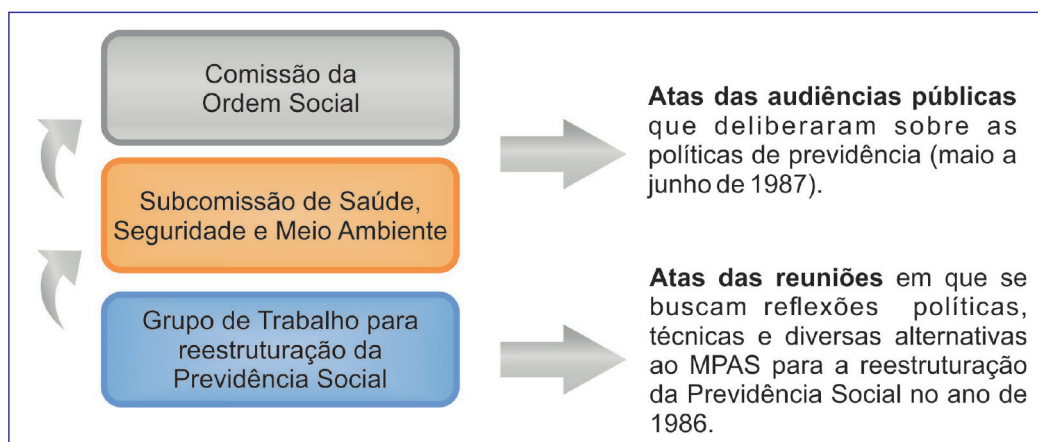 Comissão da
Ordem Social
Subcomissão de Saúde,
Seguridade e Meio Ambiente
Grupo de Trabalho para
reestruturação da
Previdência Social
Atas das audiências públicas
que deliberaram sobre as
políticas de previdência (maio a
junho de 1987).
Atas das reuniões em que se
buscam reflexões políticas,
técnicas e diversas alternativas
ao MPAS para a reestruturação
da Previdência Social no ano de
1986.